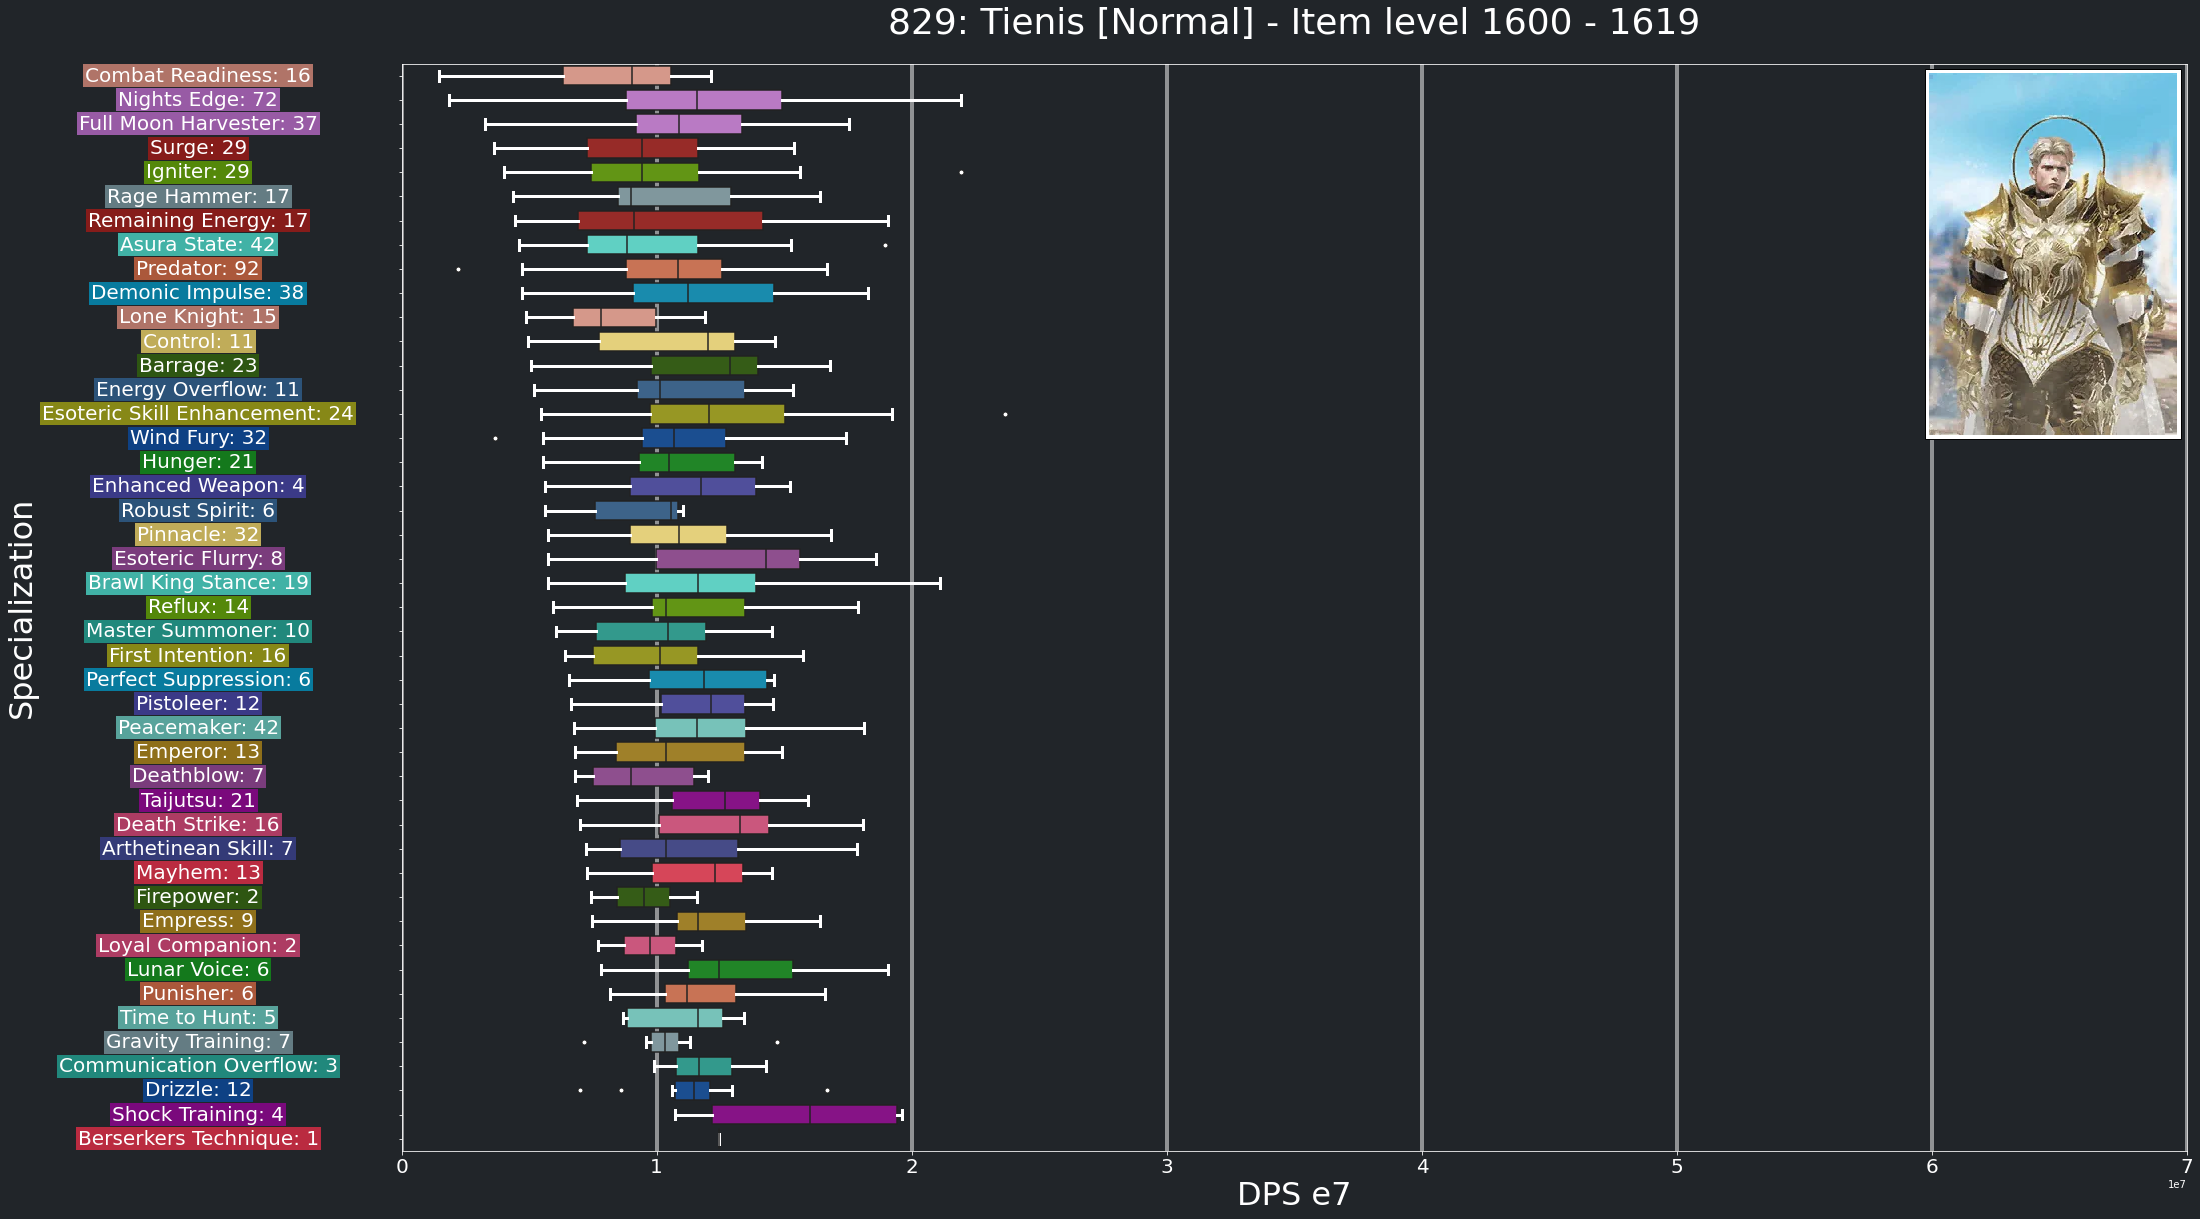 829: Tienis [Normal] - Item level 1600 - 1619
Specialization
Combat Readiness: 16
Nights Edge: 72
Full Moon Harvester: 37
Surge: 29
Igniter: 29
Rage Hammer: 17
Remaining Energy: 17
Asura State: 42
Predator: 92
Demonic Impulse: 38
Lone Knight: 15
Control: 11
Barrage: 23
Energy Overflow: 11
Esoteric Skill Enhancement: 24
Wind Fury: 32
Hunger: 21
Enhanced Weapon: 4
Robust Spirit: 6
Pinnacle: 32
Esoteric Flurry: 8
Brawl King Stance: 19
Reflux: 14
Master Summoner: 10
First Intention: 16
Perfect Suppression: 6
Pistoleer: 12
Peacemaker: 42
Emperor: 13
Deathblow: 7
Taijutsu: 21
Death Strike: 16
Arthetinean Skill: 7
Mayhem: 13
Firepower: 2
Empress: 9
Loyal Companion: 2
Lunar Voice: 6
Punisher: 6
Time to Hunt: 5
Gravity Training: 7
Communication Overflow: 3
Drizzle: 12
Shock Training: 4
Berserkers Technique: 1
0 1 2 3 4 5 6 7
1e7
DPS e7